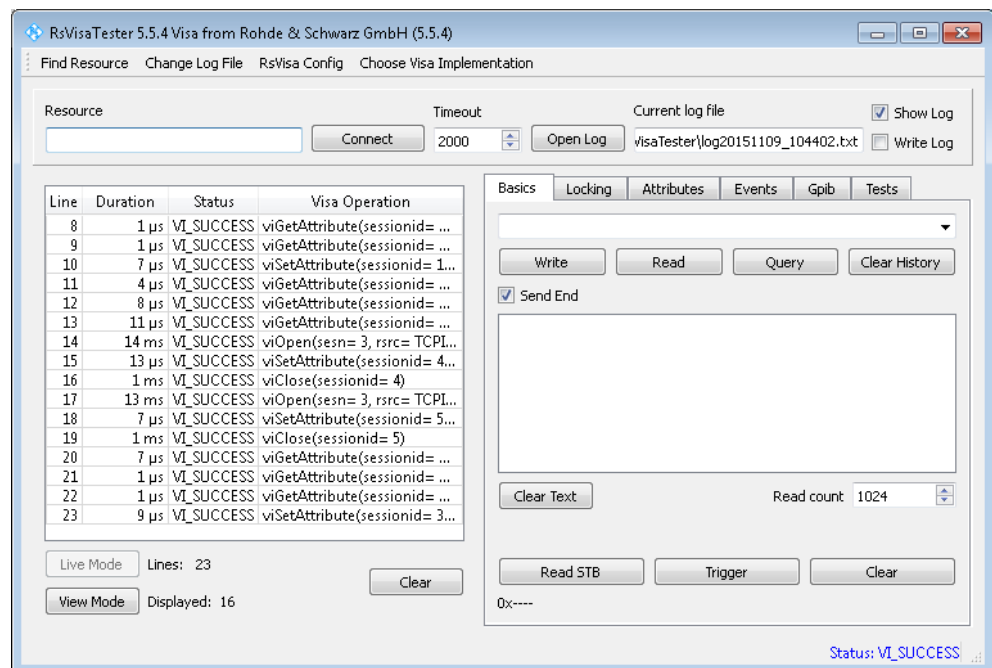 RsVisaTester 5.5.4 Visa from Rohde & Schwarz GmbH (5.5.4)
Find Resource Change Log File RsVisa Config Choose Visa Implementation
Resource Timeout Current log file Show Log
Connect 2000 Open Log visaTester\log20151109_104402.txt Write Log
Basics Locking Attributes Events Gpib Tests
Line Duration Status Visa Operation
8 1 µs VI_SUCCESS viGetAttribute(sessionid= ...
9 1 µs VI_SUCCESS viGetAttribute(sessionid= ...
10 7 µs VI_SUCCESS viSetAttribute(sessionid= 1...
11 4 µs VI_SUCCESS viGetAttribute(sessionid= ...
12 8 µs VI_SUCCESS viGetAttribute(sessionid= ...
13 11 µs VI_SUCCESS viGetAttribute(sessionid= ...
14 14 ms VI_SUCCESS viOpen(sesn= 3, rsrc= TCPI...
15 13 µs VI_SUCCESS viSetAttribute(sessionid= 4...
16 1 ms VI_SUCCESS viClose(sessionid= 4)
17 13 ms VI_SUCCESS viOpen(sesn= 3, rsrc= TCPI...
18 7 µs VI_SUCCESS viSetAttribute(sessionid= 5...
19 1 ms VI_SUCCESS viClose(sessionid= 5)
20 7 µs VI_SUCCESS viGetAttribute(sessionid= ...
21 1 µs VI_SUCCESS viGetAttribute(sessionid= ...
22 1 µs VI_SUCCESS viGetAttribute(sessionid= ...
23 9 µs VI_SUCCESS viSetAttribute(sessionid= 3...
Live Mode Lines: 23
Clear
View Mode Displayed: 16
Write Read Query Clear History
Send End
Clear Text Read count 1024
Read STB Trigger Clear
0x----
Status: VI_SUCCESS